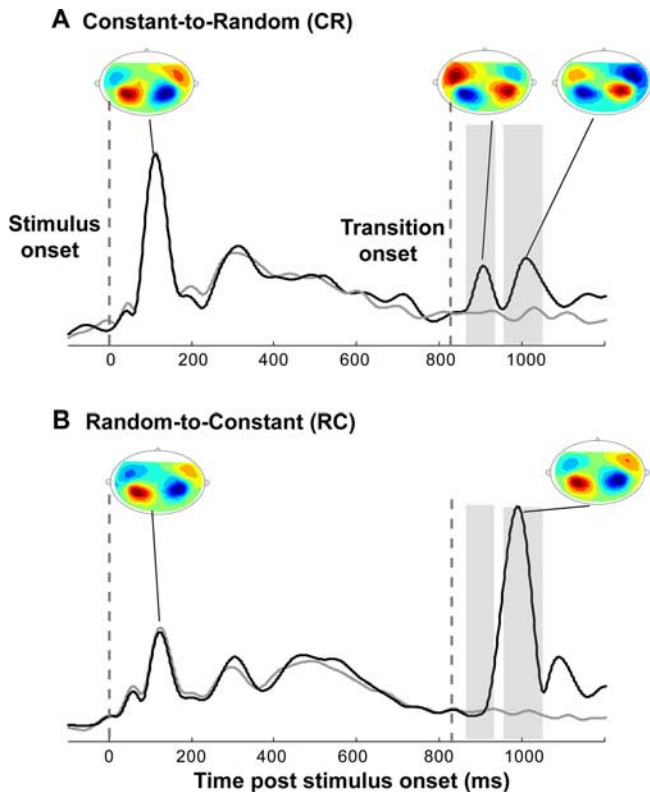 A Constant-to-Random (CR)
Stimulus
onset
Transition
onset
0 200 400 600 800 1000
B Random-to-Constant (RC)
0 200 400 600 800 1000
Time post stimulus onset (ms)